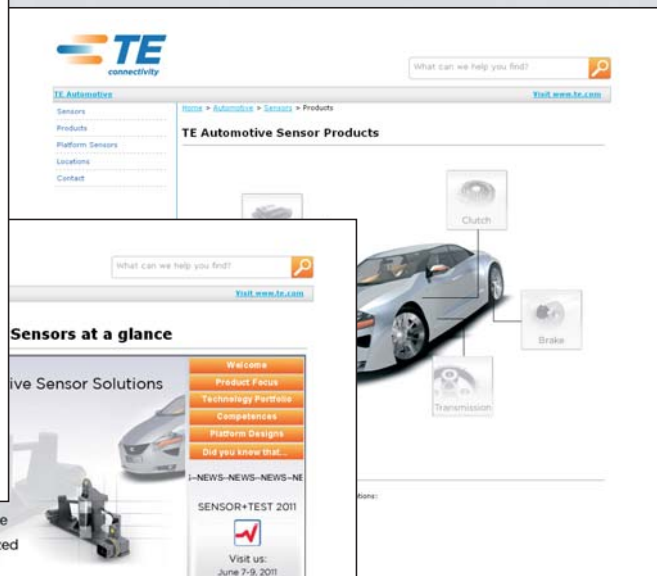 TE
connectivity
What can we help you find?
TE Automotive
Visit www.te.com
Sensors
Products
Platform Sensors
Locations
Contact
Home > Automotive > Sensors > Products
TE Automotive Sensor Products
Clutch
Brake
Transmission
What can we help you find?
Visit www.te.com
Sensors at a glance
Sensor Solutions
Welcome
Product Focus
Technology Portfolio
Competences
Platform Designs
Did you know that...
NEWS--NEWS--NEWS
SENSOR+TEST 2011
Visit us:
June 7-9, 2011